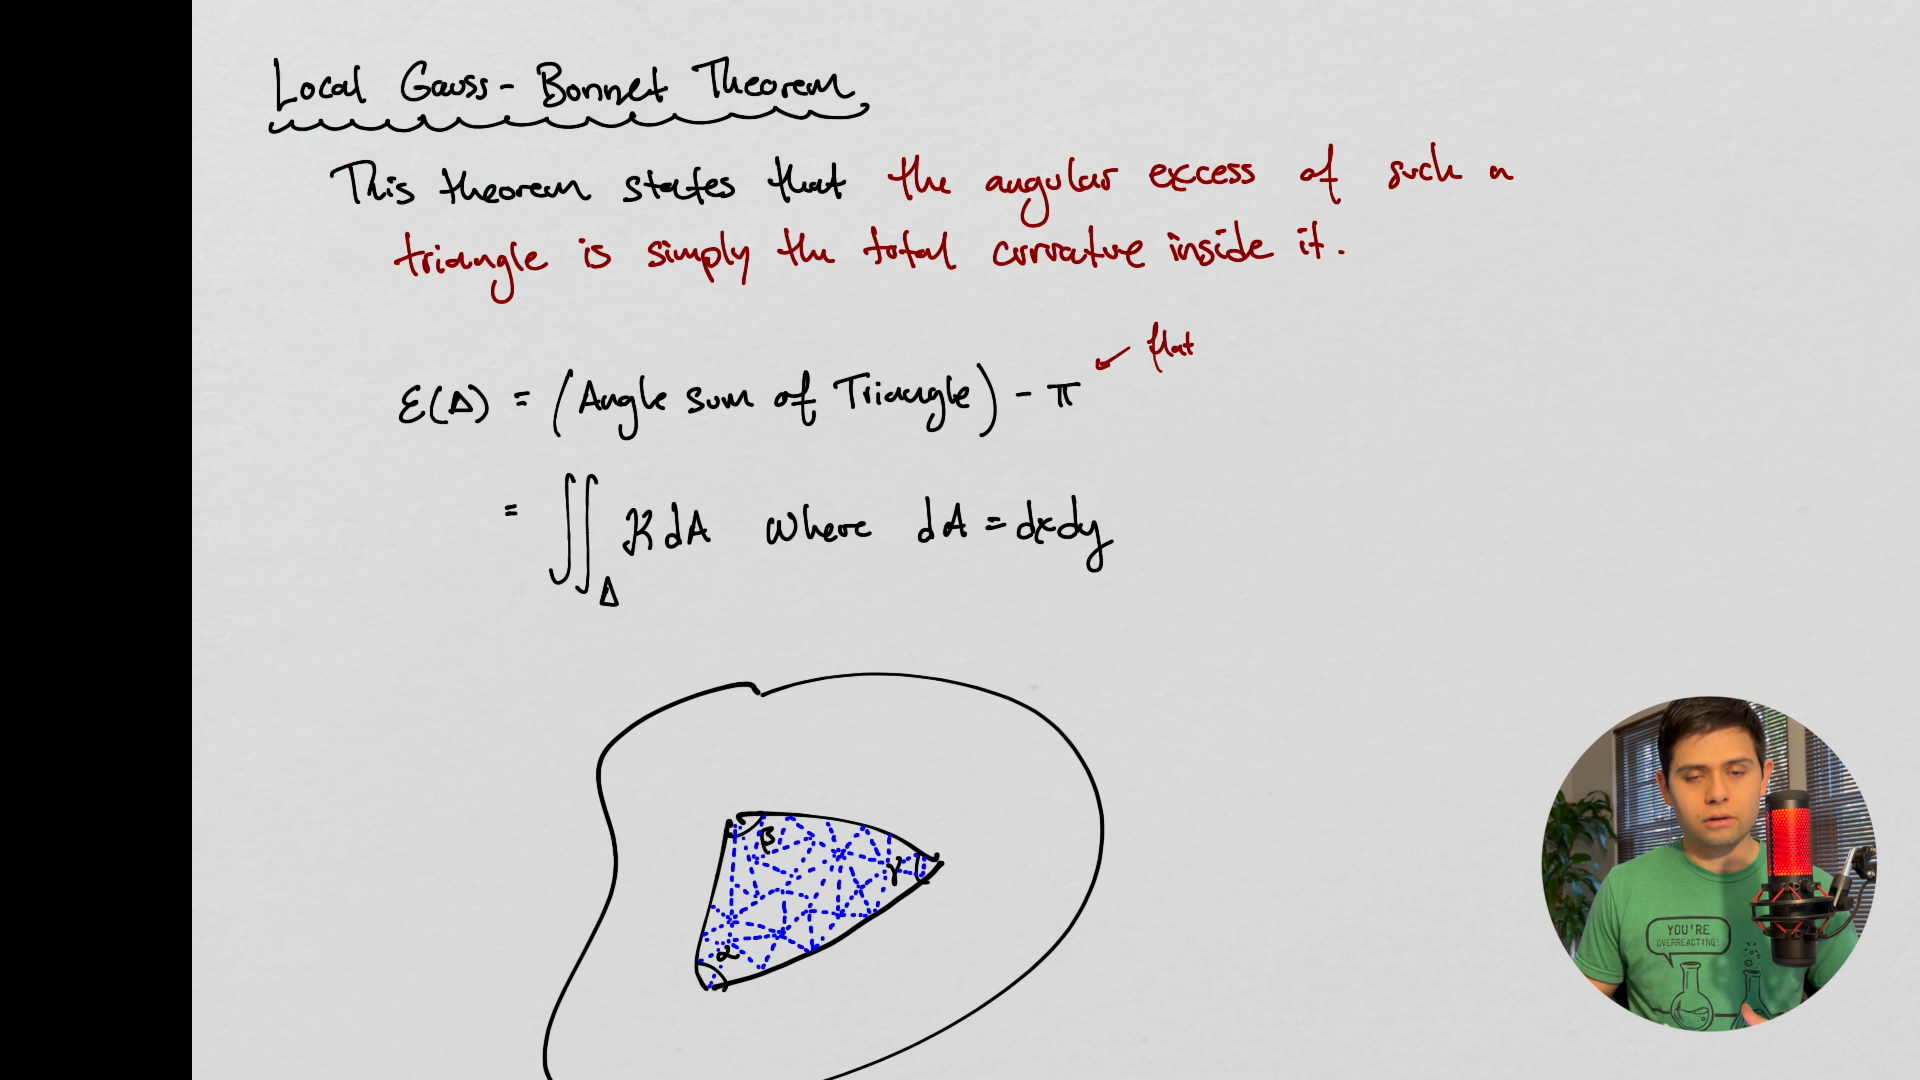 Local Gauss-Bonnet Theorem
This theorem states that the angular excess of such a
triangle is simply the total curvature inside it.
flat
ε(Δ) = (Angle sum of Triangle) - π
= ∬_Δ K dA where dA = dxdy
β
γ
α
YOU'RE
OVERREACTING!